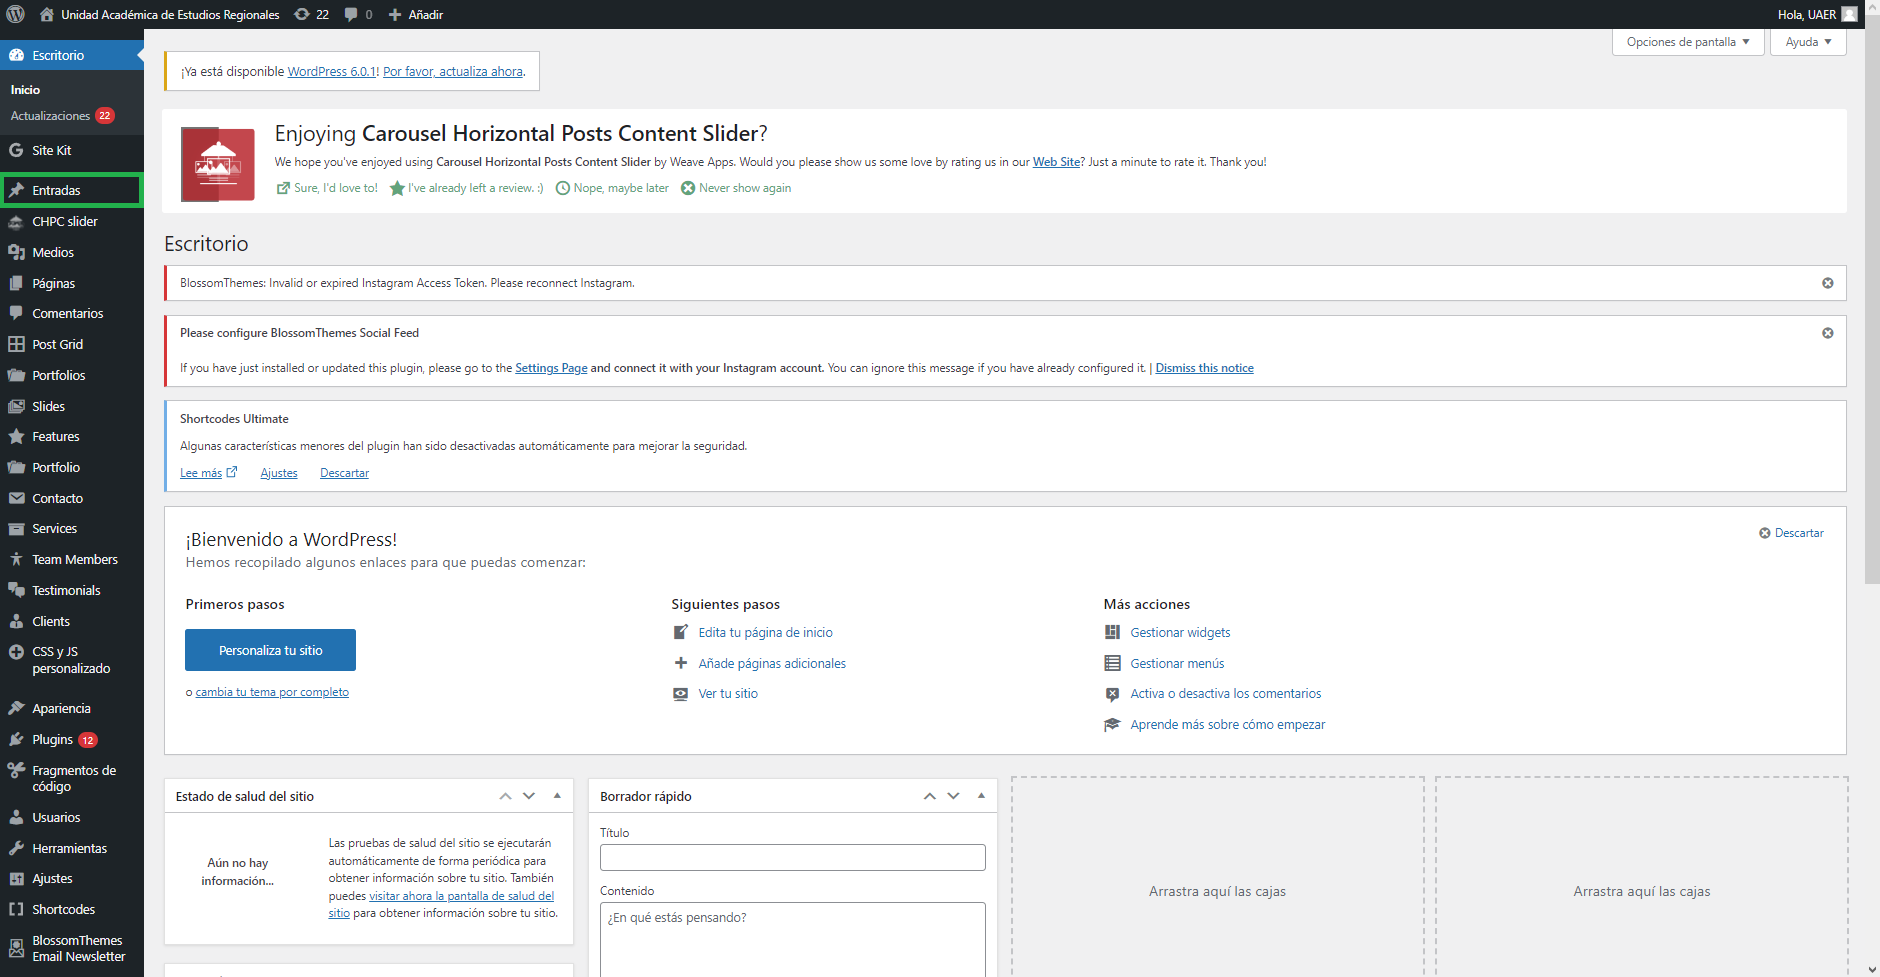 Unidad Académica de Estudios Regionales
22
0
Añadir
Hola, UAER
Escritorio
Inicio
Actualizaciones 22
Site Kit
Entradas
CHPC slider
Medios
Páginas
Comentarios
Post Grid
Portfolios
Slides
Features
Portfolio
Contacto
Services
Team Members
Testimonials
Clients
CSS y JS
personalizado
Apariencia
Plugins 12
Fragmentos de
código
Usuarios
Herramientas
Ajustes
Shortcodes
BlossomThemes
Email Newsletter
Opciones de pantalla
Ayuda
¡Ya está disponible WordPress 6.0.1! Por favor, actualiza ahora.
Enjoying Carousel Horizontal Posts Content Slider?
We hope you've enjoyed using Carousel Horizontal Posts Content Slider by Weave Apps. Would you please show us some love by rating us in our Web Site? Just a minute to rate it. Thank you!
Sure, I'd love to! I've already left a review. :) Nope, maybe later Never show again
Escritorio
BlossomThemes: Invalid or expired Instagram Access Token. Please reconnect Instagram.
Please configure BlossomThemes Social Feed
If you have just installed or updated this plugin, please go to the Settings Page and connect it with your Instagram account. You can ignore this message if you have already configured it. | Dismiss this notice
Shortcodes Ultimate
Algunas características menores del plugin han sido desactivadas automáticamente para mejorar la seguridad.
Lee más Ajustes Descartar
¡Bienvenido a WordPress!
Descartar
Hemos recopilado algunos enlaces para que puedas comenzar:
Primeros pasos
Personaliza tu sitio
o cambia tu tema por completo
Siguientes pasos
Edita tu página de inicio
Añade páginas adicionales
Ver tu sitio
Más acciones
Gestionar widgets
Gestionar menús
Activa o desactiva los comentarios
Aprende más sobre cómo empezar
Estado de salud del sitio
Aún no hay
información...
Las pruebas de salud del sitio se ejecutarán
automáticamente de forma periódica para
obtener información sobre tu sitio. También
puedes visitar ahora la pantalla de salud del
sitio para obtener información sobre tu sitio.
Borrador rápido
Título
Contenido
¿En qué estás pensando?
Arrastra aquí las cajas
Arrastra aquí las cajas